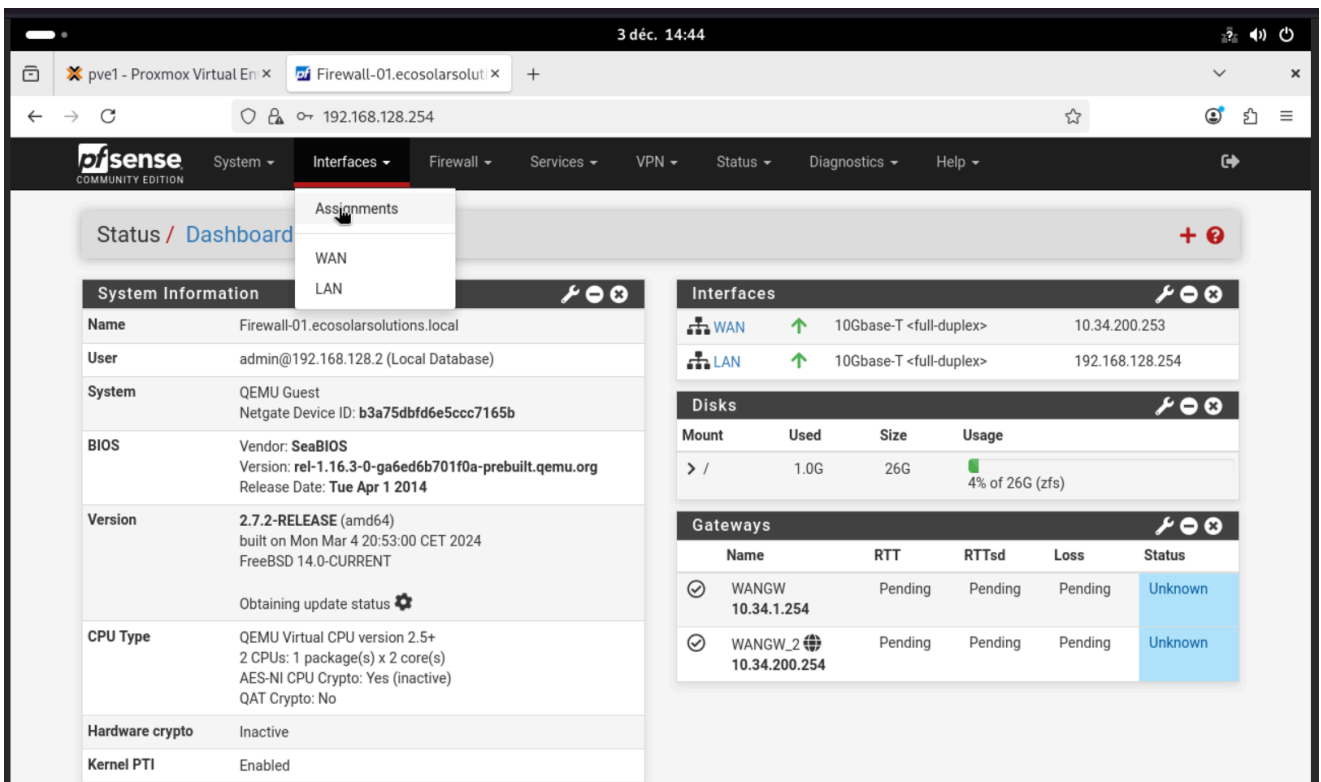 3 déc. 14:44
pve1 - Proxmox Virtual En
Firewall-01.ecosolarsoluti
192.168.128.254
pfsense
COMMUNITY EDITION
System
Interfaces
Firewall
Services
VPN
Status
Diagnostics
Help
Assignments
WAN
LAN
Status / Dashboard
System Information
Name Firewall-01.ecosolarsolutions.local
User admin@192.168.128.2 (Local Database)
System QEMU Guest
Netgate Device ID: b3a75dbfd6e5ccc7165b
BIOS Vendor: SeaBIOS
Version: rel-1.16.3-0-ga6ed6b701f0a-prebuilt.qemu.org
Release Date: Tue Apr 1 2014
Version 2.7.2-RELEASE (amd64)
built on Mon Mar 4 20:53:00 CET 2024
FreeBSD 14.0-CURRENT
Obtaining update status
CPU Type QEMU Virtual CPU version 2.5+
2 CPUs: 1 package(s) x 2 core(s)
AES-NI CPU Crypto: Yes (inactive)
QAT Crypto: No
Hardware crypto Inactive
Kernel PTI Enabled
Interfaces
WAN 10Gbase-T <full-duplex> 10.34.200.253
LAN 10Gbase-T <full-duplex> 192.168.128.254
Disks
Mount Used Size Usage
/ 1.0G 26G
4% of 26G (zfs)
Gateways
Name RTT RTTsd Loss Status
WANGW Pending Pending Pending Unknown
10.34.1.254
WANGW_2 Pending Pending Pending Unknown
10.34.200.254